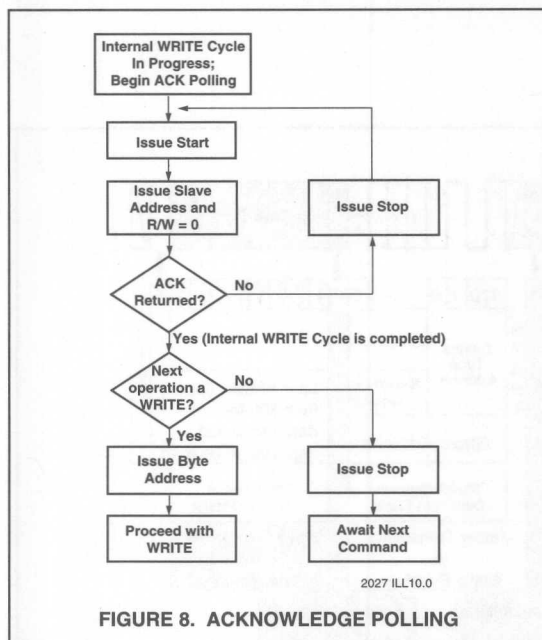 Internal WRITE Cycle
In Progress;
Begin ACK Polling
Issue Start
Issue Slave
Address and
R/W = 0
Issue Stop
ACK
Returned?
No
Yes (Internal WRITE Cycle is completed)
Next
operation a
WRITE?
No
Yes
Issue Byte
Address
Issue Stop
Proceed with
WRITE
Await Next
Command
2027 ILL10.0
FIGURE 8. ACKNOWLEDGE POLLING